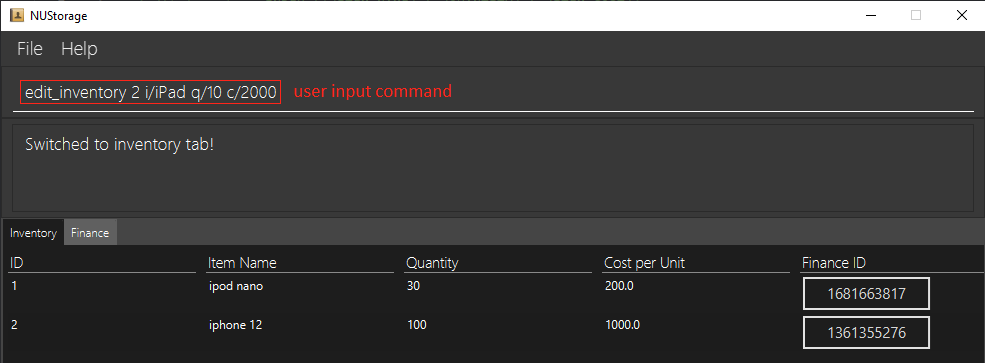 NUStorage
File Help
edit_inventory 2 i/iPad q/10 c/2000 user input command
Switched to inventory tab!
Inventory Finance
ID Item Name Quantity Cost per Unit Finance ID
1 ipod nano 30 200.0 1681663817
2 iphone 12 100 1000.0 1361355276